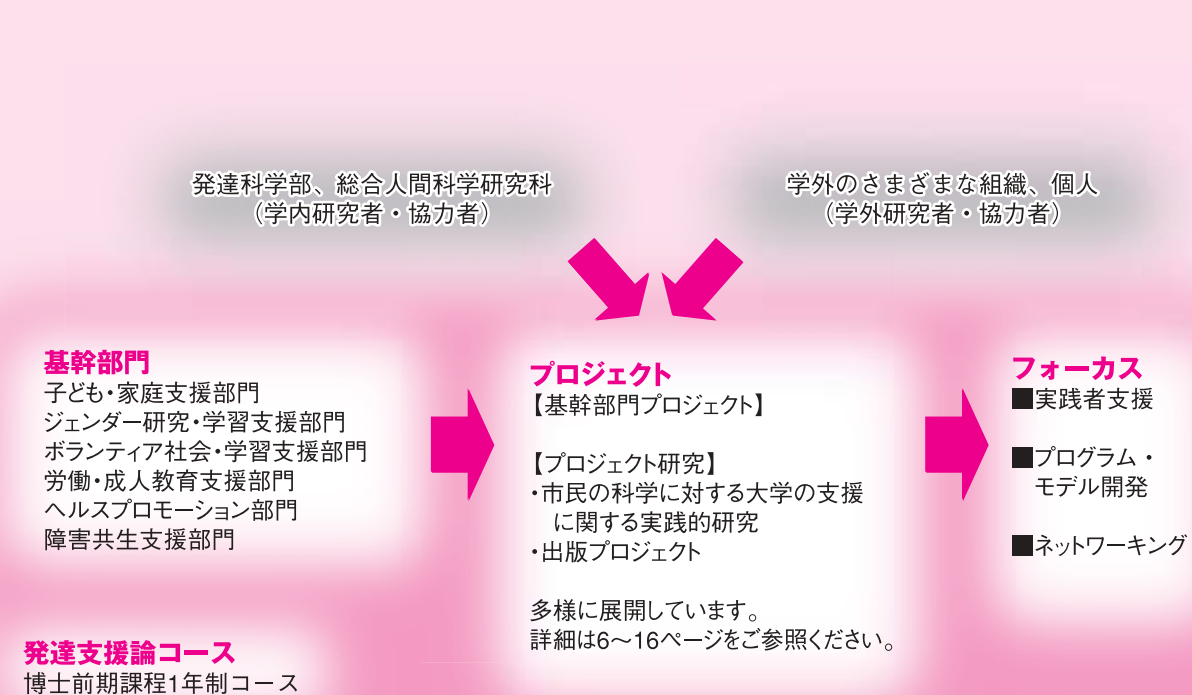 発達科学部、総合人間科学研究科
（学内研究者・協力者）
学外のさまざまな組織、個人
（学外研究者・協力者）
基幹部門
子ども・家庭支援部門
ジェンダー研究・学習支援部門
ボランティア社会・学習支援部門
労働・成人教育支援部門
ヘルスプロモーション部門
障害共生支援部門
プロジェクト
【基幹部門プロジェクト】
【プロジェクト研究】
・市民の科学に対する大学の支援
に関する実践的研究
・出版プロジェクト
多様に展開しています。
詳細は6〜16ページをご参照ください。
フォーカス
■実践者支援
■プログラム・
モデル開発
■ネットワーキング
発達支援論コース
博士前期課程1年制コース